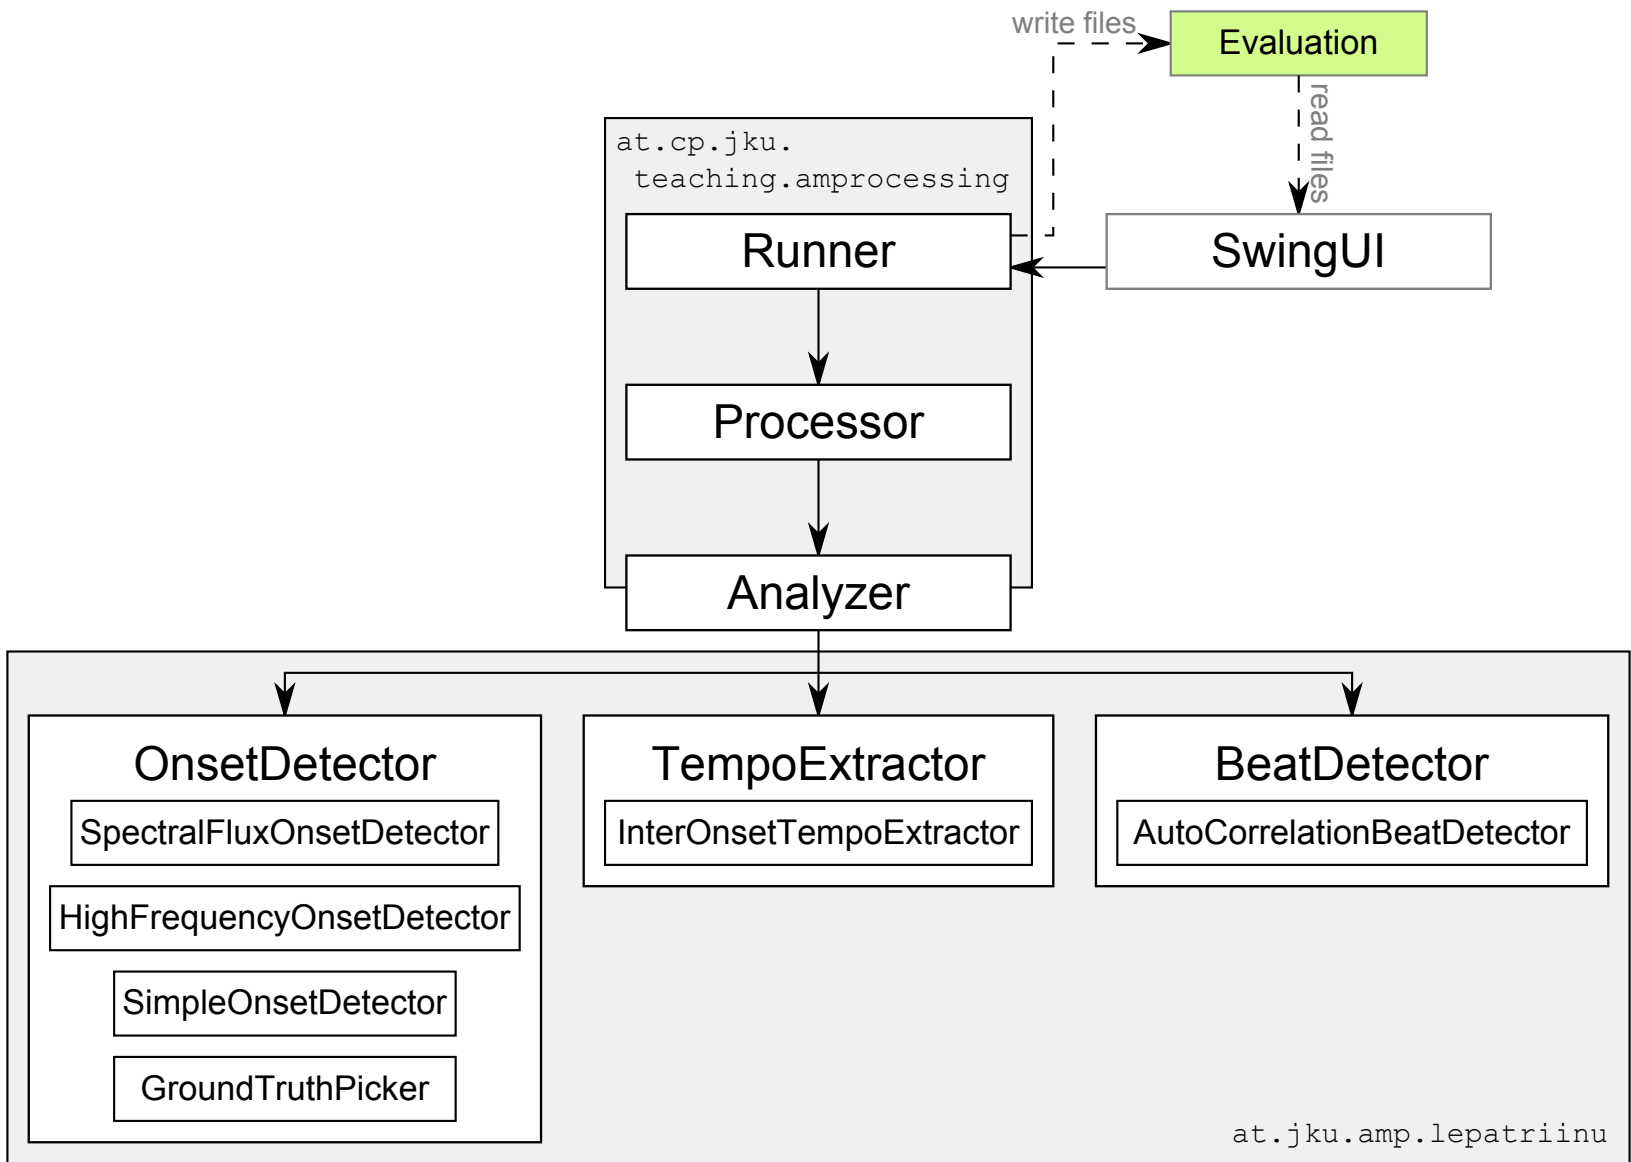 write files
Evaluation
read files
at.cp.jku.
teaching.amprocessing
Runner
SwingUI
Processor
Analyzer
OnsetDetector
SpectralFluxOnsetDetector
HighFrequencyOnsetDetector
SimpleOnsetDetector
GroundTruthPicker
TempoExtractor
InterOnsetTempoExtractor
BeatDetector
AutoCorrelationBeatDetector
at.jku.amp.lepatriinu